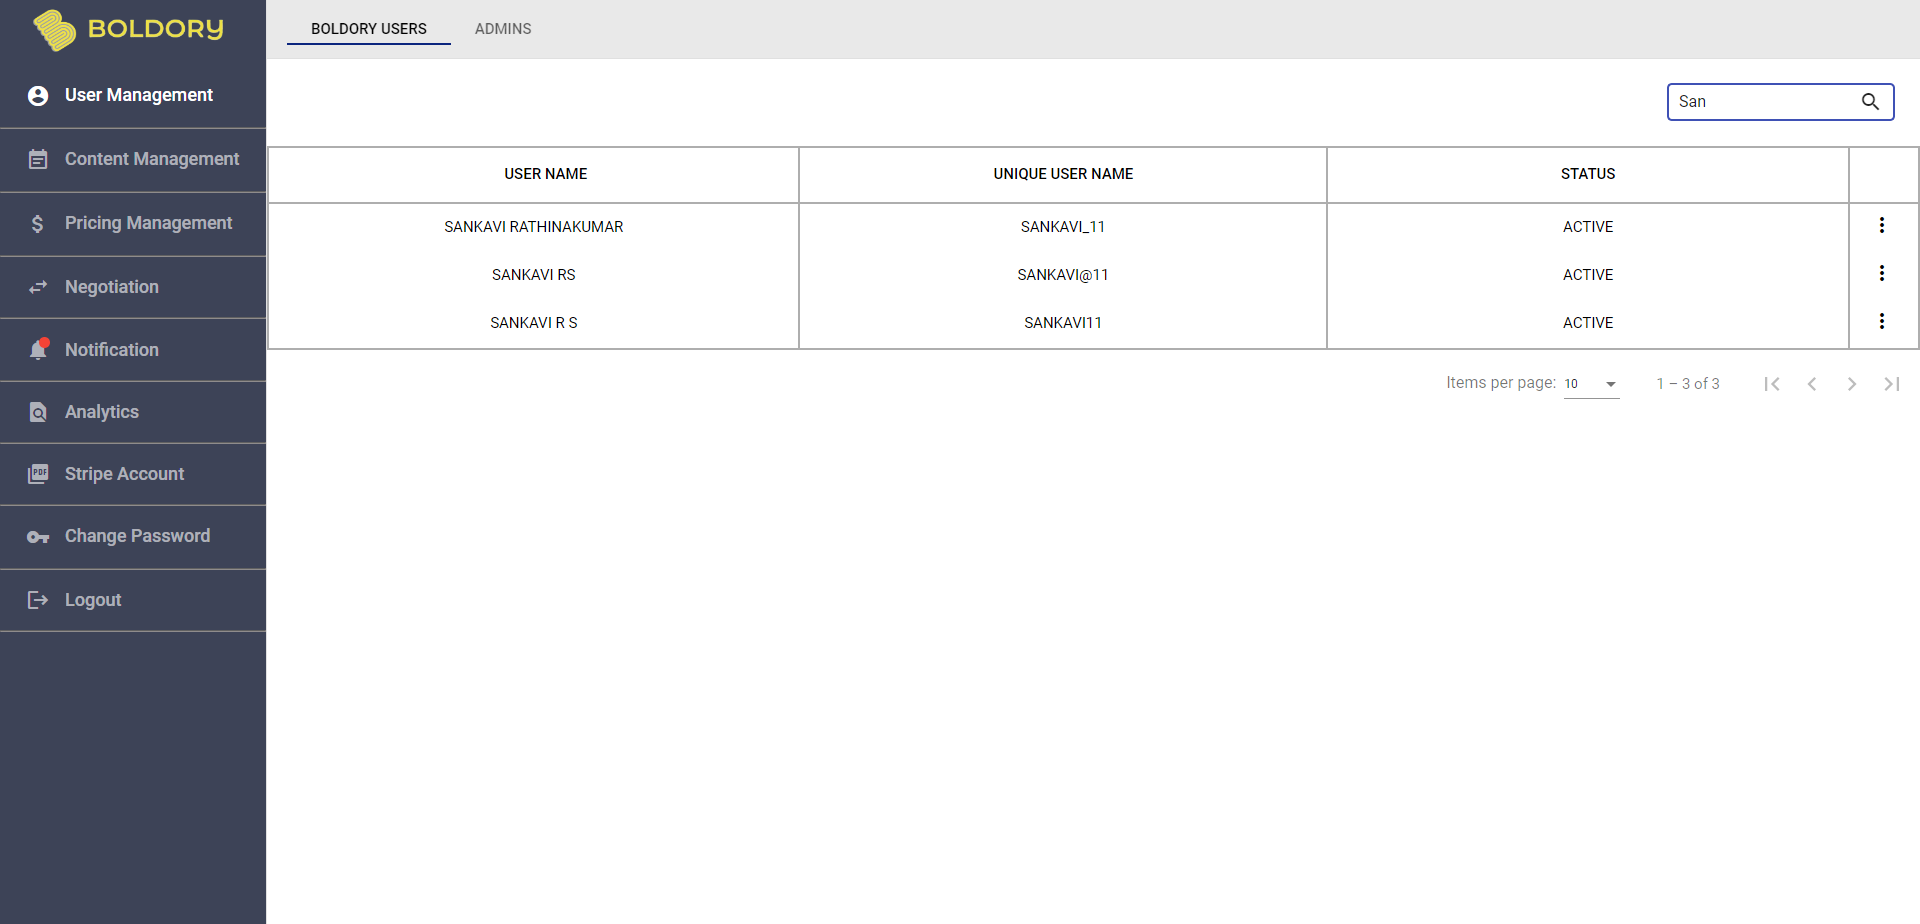 BOLDORY
User Management
Content Management
Pricing Management
Negotiation
Notification
Analytics
PDF
Stripe Account
Change Password
Logout
BOLDORY USERS ADMINS
San
USER NAME UNIQUE USER NAME STATUS
SANKAVI RATHINAKUMAR SANKAVI_11 ACTIVE
SANKAVI RS SANKAVI@11 ACTIVE
SANKAVI R S SANKAVI11 ACTIVE
Items per page: 10 1 – 3 of 3